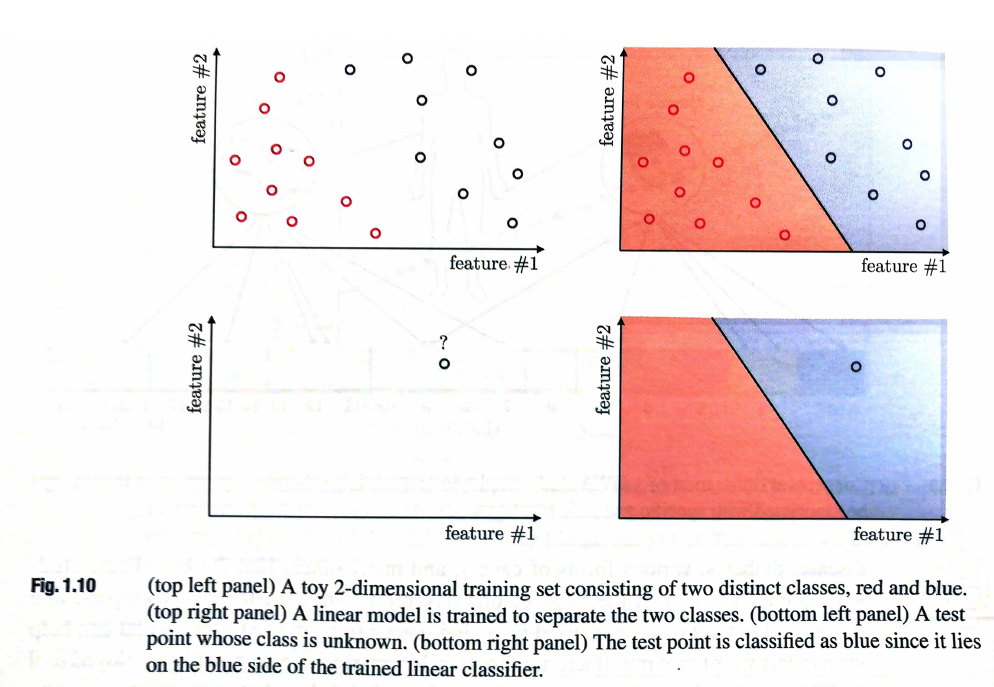 feature #2
feature #1
feature #2
feature #1
feature #2
?
feature #1
feature #2
feature #1
Fig. 1.10 (top left panel) A toy 2-dimensional training set consisting of two distinct classes, red and blue.
(top right panel) A linear model is trained to separate the two classes. (bottom left panel) A test
point whose class is unknown. (bottom right panel) The test point is classified as blue since it lies
on the blue side of the trained linear classifier.